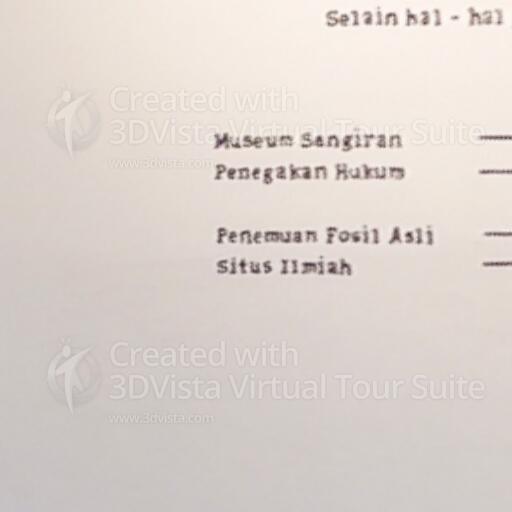 Selain hal - hal
Created with
3DVista Virtual Tour Suite
www.3dvista.com
Museum Sangiran
Penegakan Hukum
Penemuan Fosil Asli
Situs Ilmiah
Created with
3DVista Virtual Tour Suite
www.3dvista.com